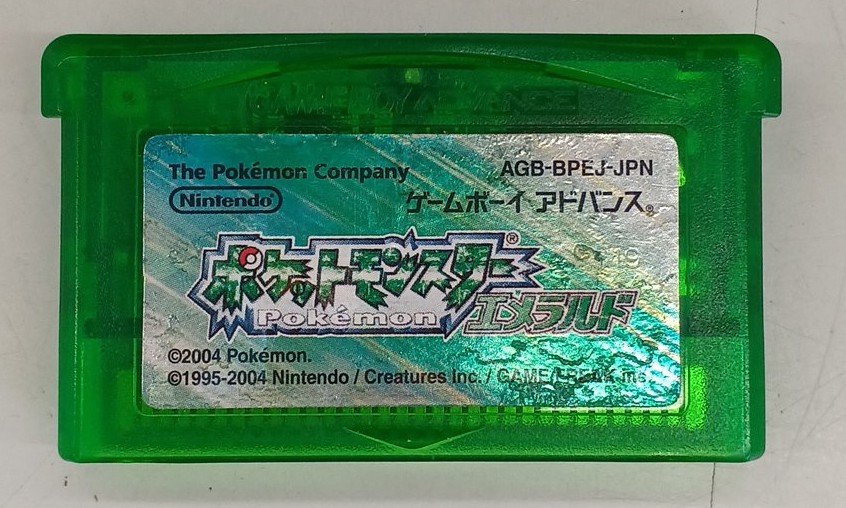 GAME BOY ADVANCE
The Pokémon Company
AGB-BPEJ-JPN
Nintendo®
ゲームボーイ アドバンス®
ポケットモンスター®
Pokémon
エメラルド
©2004 Pokémon.
©1995-2004 Nintendo / Creatures Inc. / GAME FREAK inc.